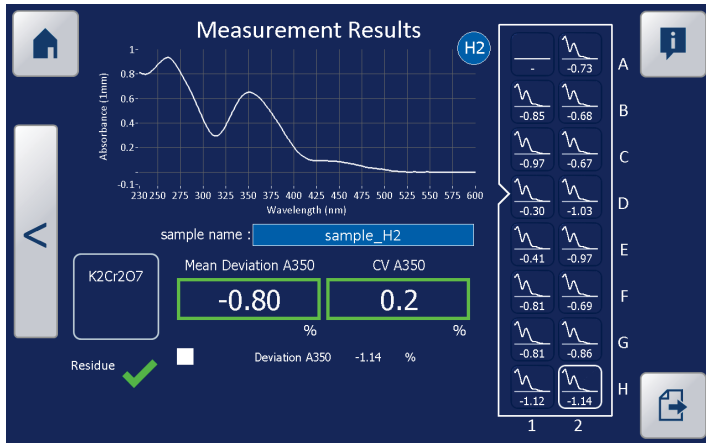 Measurement Results
H2
Absorbance (1mm)
1
0.8
0.6
0.4
0.2
-0.1
230 250 275 300 325 350 375 400 425 450 475 500 525 550 575 600
Wavelength (nm)
sample name : sample_H2
K2Cr2O7
Mean Deviation A350 CV A350
-0.80 0.2
% %
Residue Deviation A350 -1.14 %
- -0.73 A
-0.85 -0.68 B
-0.97 -0.67 C
-0.30 -1.03 D
-0.41 -0.97 E
-0.81 -0.69 F
-0.81 -0.86 G
-1.12 -1.14 H
1 2
i
<